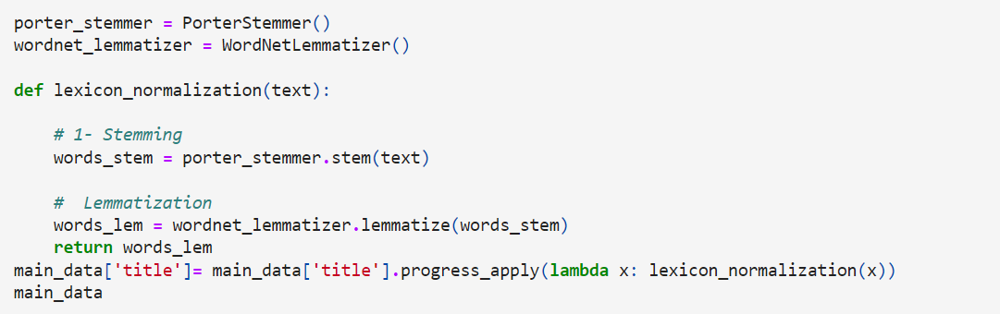 porter_stemmer = PorterStemmer()
wordnet_lemmatizer = WordNetLemmatizer()
def lexicon_normalization(text):
# 1- Stemming
words_stem = porter_stemmer.stem(text)
#  Lemmatization
words_lem = wordnet_lemmatizer.lemmatize(words_stem)
return words_lem
main_data['title']= main_data['title'].progress_apply(lambda x: lexicon_normalization(x))
main_data